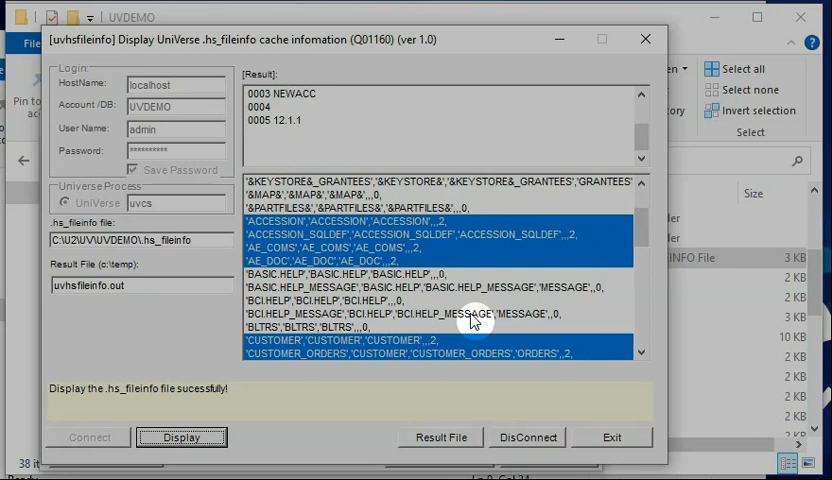 UVDEMO
[uvhsfileinfo] Display UniVerse .hs_fileinfo cache infomation (Q01160) (ver 1.0)
File
Login:
HostName:
localhost
Account /DB:
UVDEMO
User Name:
admin
Password:
**********
Save Password
Universe Process
UniVerse
uvcs
.hs_fileinfo file:
C:\U2\UV\UVDEMO\.hs_fileinfo
Result File (c:\temp):
uvhsfileinfo.out
[Result]:
0003 NEWACC
0004
0005 12.1.1
'&KEYSTORE&_GRANTEES','&KEYSTORE&','&KEYSTORE&_GRANTEES','GRANTEES'
'&MAP&','&MAP&','&MAP&',,,0,
'&PARTFILES&','&PARTFILES&','&PARTFILES&',,,0,
'ACCESSION','ACCESSION','ACCESSION',,,2,
'ACCESSION_SQLDEF','ACCESSION_SQLDEF','ACCESSION_SQLDEF',,,2,
'AE_COMS','AE_COMS','AE_COMS',,,2,
'AE_DOC','AE_DOC','AE_DOC',,,2,
'BASIC.HELP','BASIC.HELP','BASIC.HELP',,,0,
'BASIC.HELP_MESSAGE','BASIC.HELP','BASIC.HELP_MESSAGE','MESSAGE',,0,
'BCI.HELP','BCI.HELP','BCI.HELP',,,0,
'BCI.HELP_MESSAGE','BCI.HELP','BCI.HELP_MESSAGE','MESSAGE',,0,
'BLTRS','BLTRS','BLTRS',,,0,
'CUSTOMER','CUSTOMER','CUSTOMER',,,2,
'CUSTOMER_ORDERS','CUSTOMER','CUSTOMER_ORDERS','ORDERS',,2,
Display the .hs_fileinfo file sucessfully!
Connect
Display
Result File
DisConnect
Exit
Pin to
Select all
Select none
Invert selection
Select
Size
INFO File
3 KB
2 KB
2 KB
10 KB
2 KB
2 KB
2 KB
2 KB
38 it